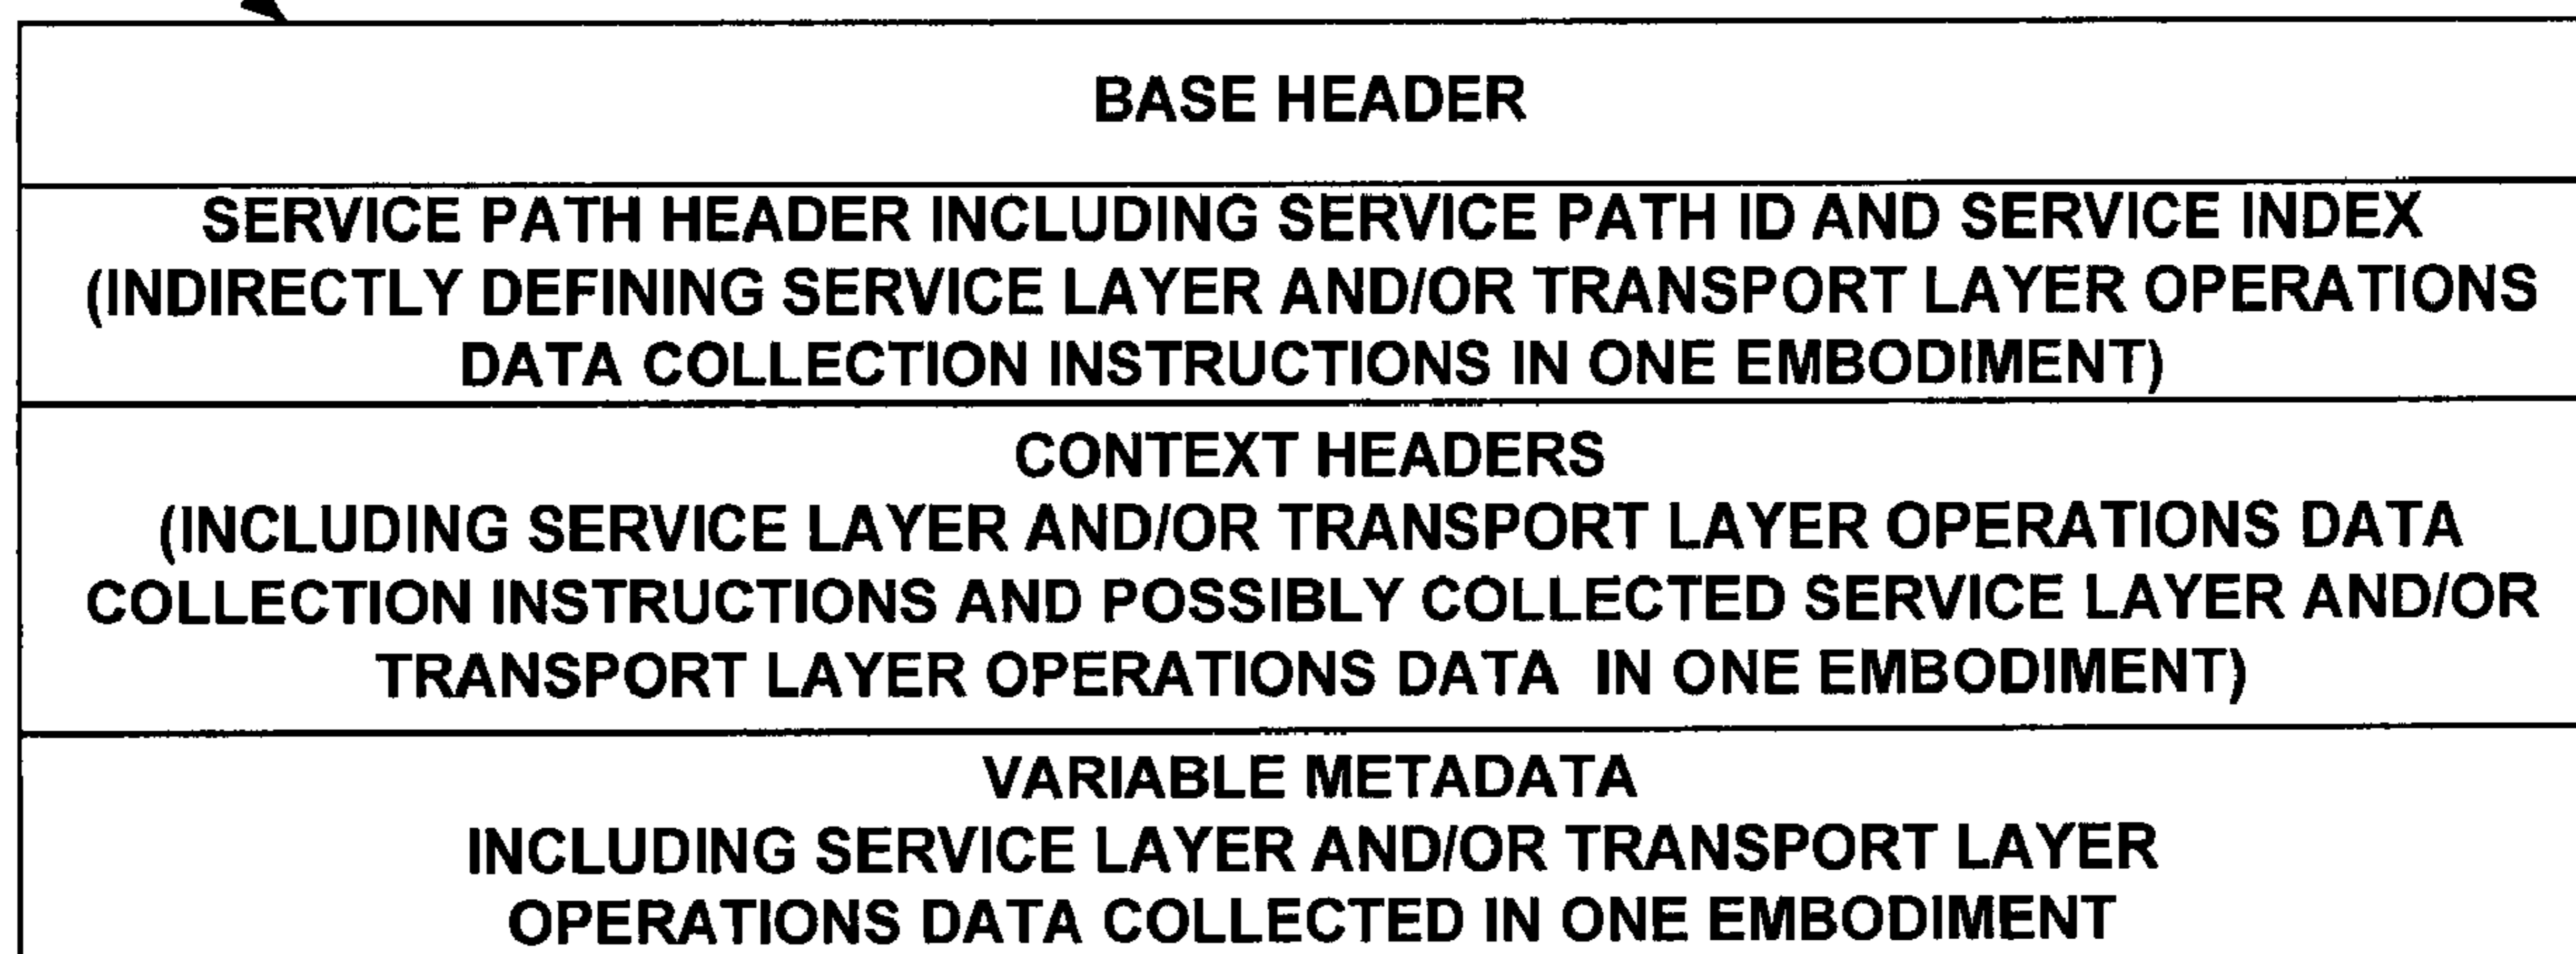 BASE HEADER
SERVICE PATH HEADER INCLUDING SERVICE PATH ID AND SERVICE INDEX
(INDIRECTLY DEFINING SERVICE LAYER AND/OR TRANSPORT LAYER OPERATIONS
DATA COLLECTION INSTRUCTIONS IN ONE EMBODIMENT)
CONTEXT HEADERS
(INCLUDING SERVICE LAYER AND/OR TRANSPORT LAYER OPERATIONS DATA
COLLECTION INSTRUCTIONS AND POSSIBLY COLLECTED SERVICE LAYER AND/OR
TRANSPORT LAYER OPERATIONS DATA IN ONE EMBODIMENT)
VARIABLE METADATA
INCLUDING SERVICE LAYER AND/OR TRANSPORT LAYER
OPERATIONS DATA COLLECTED IN ONE EMBODIMENT